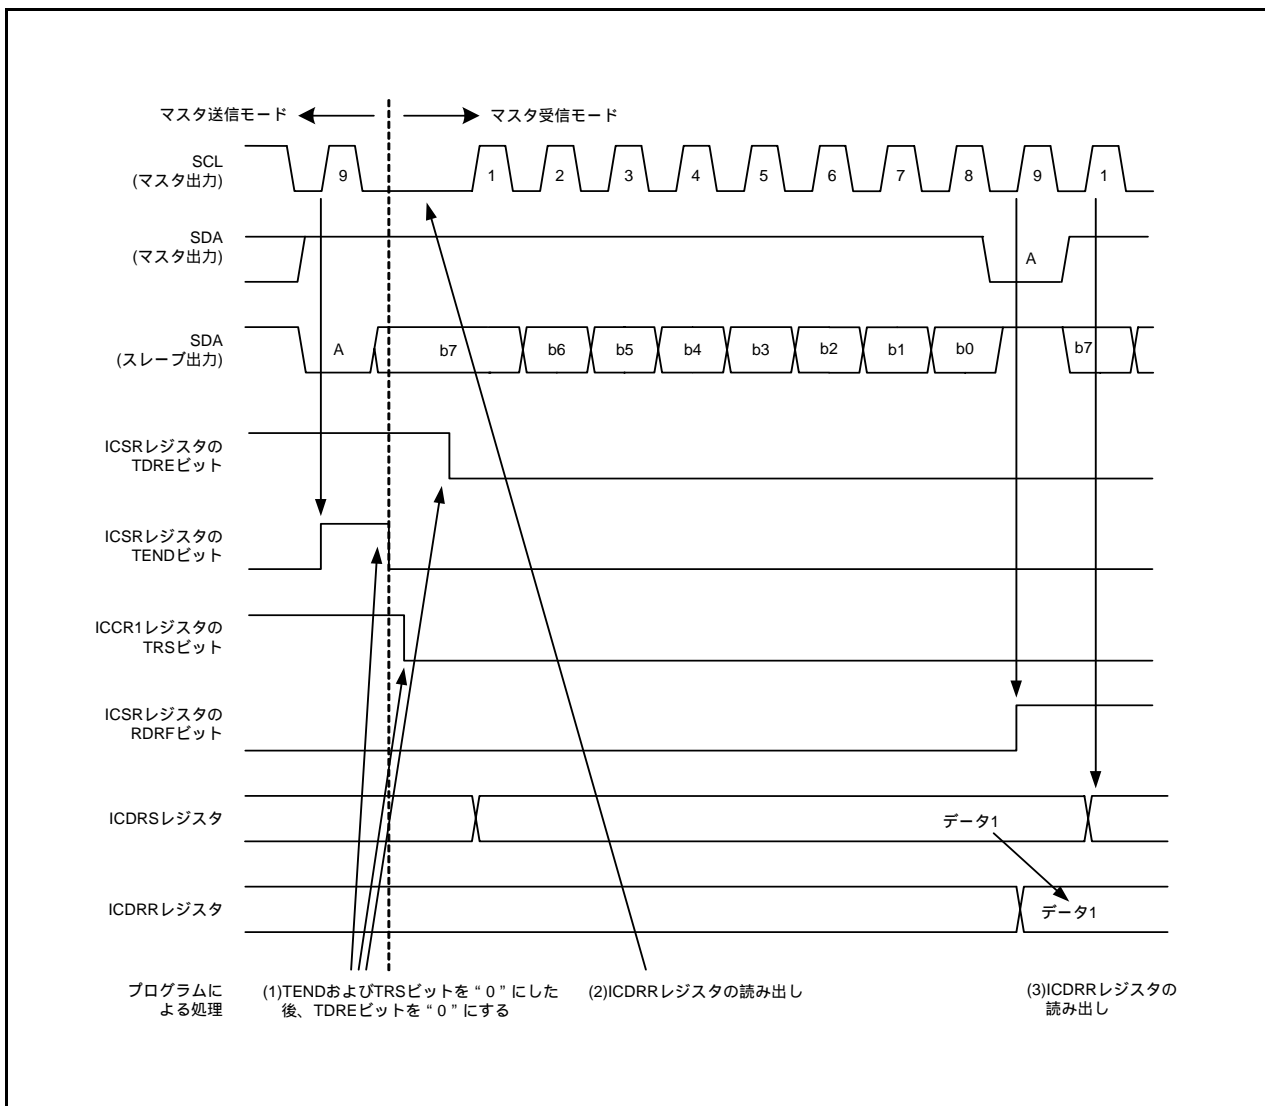 マスタ送信モード
マスタ受信モード
SCL
(マスタ出力)
9
1
2
3
4
5
6
7
8
9
1
SDA
(マスタ出力)
A
SDA
(スレーブ出力)
A
b7
b6
b5
b4
b3
b2
b1
b0
b7
ICSRレジスタの
TDREビット
ICSRレジスタの
TENDビット
ICCR1レジスタの
TRSビット
ICSRレジスタの
RDRFビット
ICDRSレジスタ
データ1
ICDRRレジスタ
データ1
プログラムに
よる処理
(1)TENDおよびTRSビットを“0”にした
後、TDREビットを“0”にする
(2)ICDRRレジスタの読み出し
(3)ICDRRレジスタの
読み出し